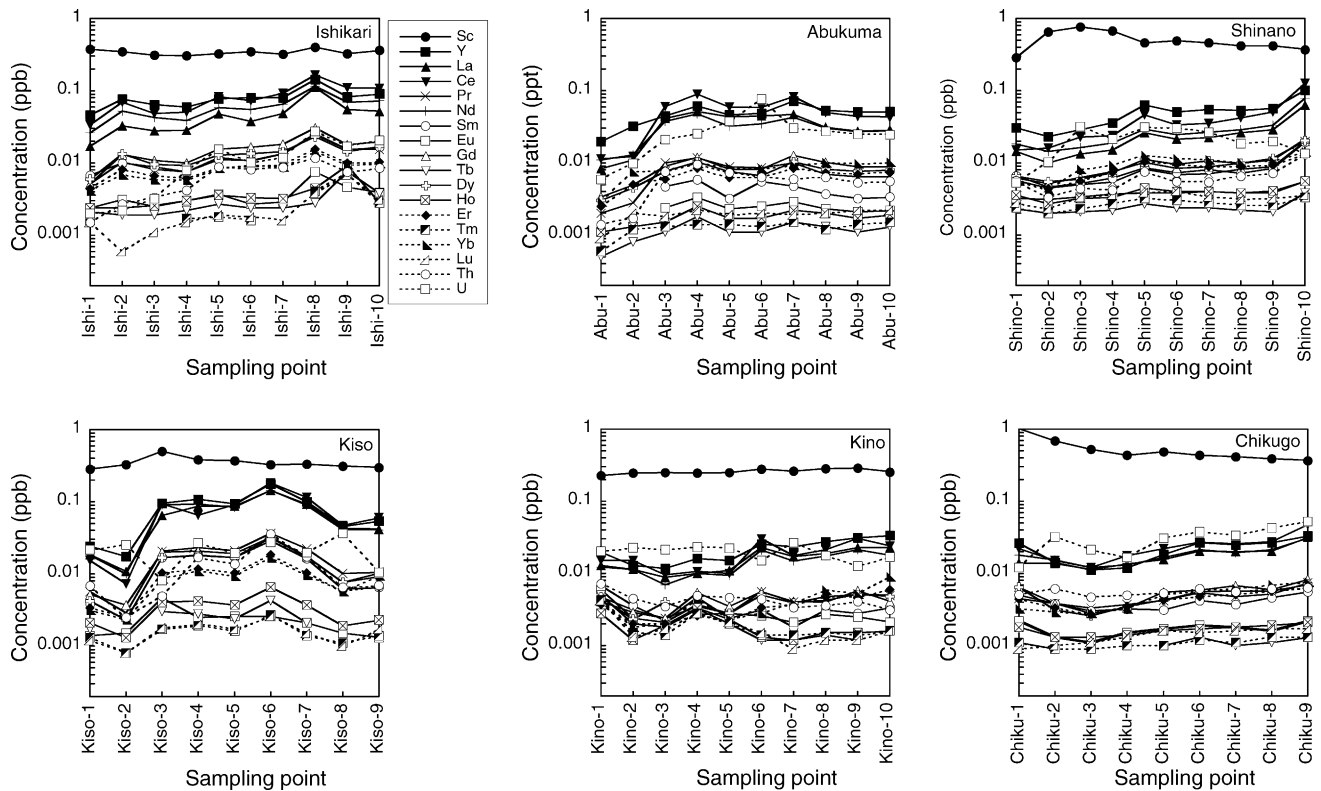 Ishikari
1
0.1
0.01
0.001
Concentration (ppb)
Ishi-1
Ishi-2
Ishi-3
Ishi-4
Ishi-5
Ishi-6
Ishi-7
Ishi-8
Ishi-9
Ishi-10
Sampling point
Sc
Y
La
Ce
Pr
Nd
Sm
Eu
Gd
Tb
Dy
Ho
Er
Tm
Yb
Lu
Th
U
Abukuma
1
0.1
0.01
0.001
Concentration (ppt)
Abu-1
Abu-2
Abu-3
Abu-4
Abu-5
Abu-6
Abu-7
Abu-8
Abu-9
Abu-10
Sampling point
Shinano
1
0.1
0.01
0.001
Concentration (ppb)
Shino-1
Shino-2
Shino-3
Shino-4
Shino-5
Shino-6
Shino-7
Shino-8
Shino-9
Shino-10
Sampling point
Kiso
1
0.1
0.01
0.001
Concentration (ppb)
Kiso-1
Kiso-2
Kiso-3
Kiso-4
Kiso-5
Kiso-6
Kiso-7
Kiso-8
Kiso-9
Sampling point
Kino
1
0.1
0.01
0.001
Concentration (ppb)
Kino-1
Kino-2
Kino-3
Kino-4
Kino-5
Kino-6
Kino-7
Kino-8
Kino-9
Kino-10
Sampling point
Chikugo
1
0.1
0.01
0.001
Concentration (ppb)
Chiku-1
Chiku-2
Chiku-3
Chiku-4
Chiku-5
Chiku-6
Chiku-7
Chiku-8
Chiku-9
Sampling point